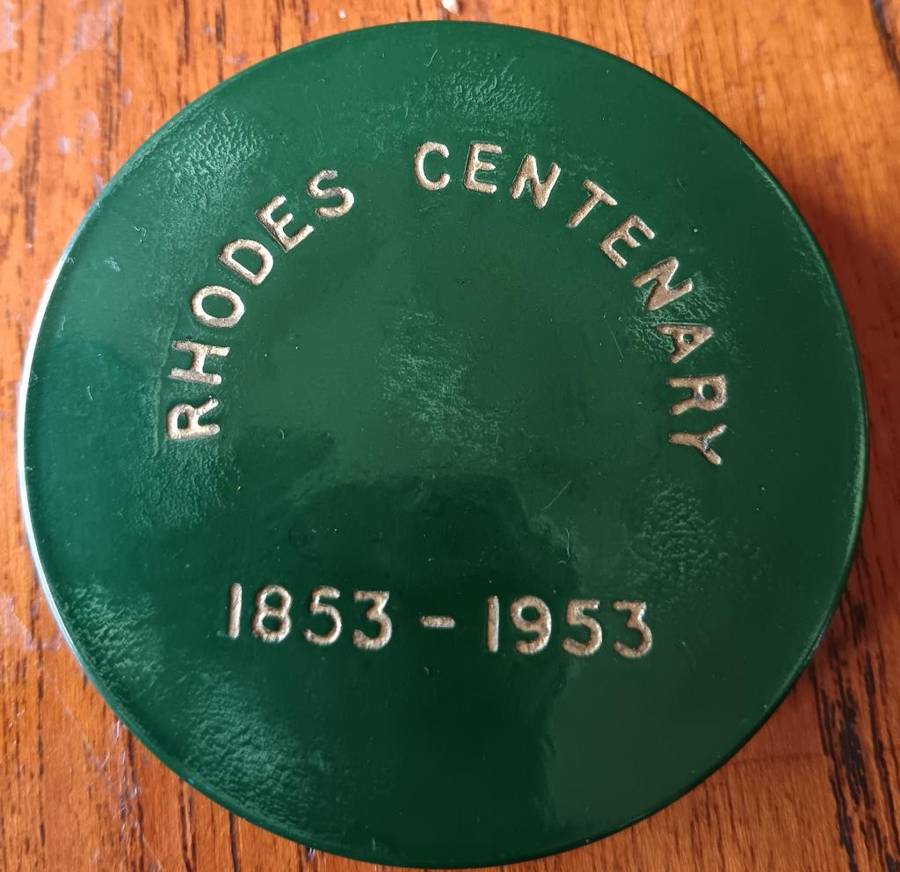 RHODES CENTENARY
1853 - 1953